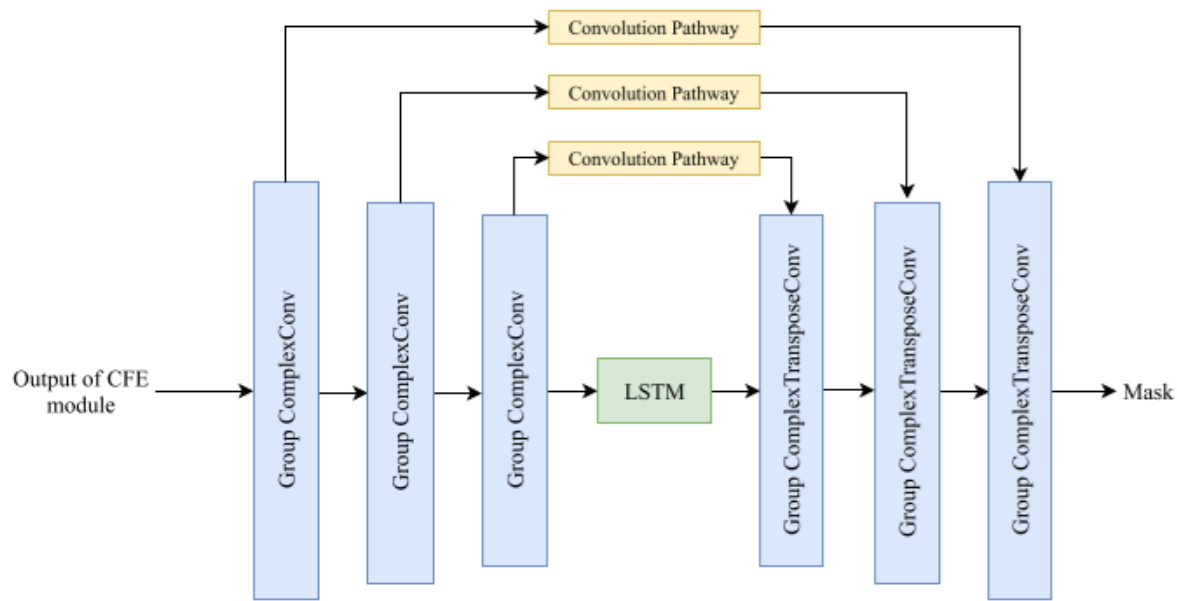 Convolution Pathway
Convolution Pathway
Convolution Pathway
Output of CFE
module
Group ComplexConv
Group ComplexConv
Group ComplexConv
LSTM
Group ComplexTransposeConv
Group ComplexTransposeConv
Group ComplexTransposeConv
Mask